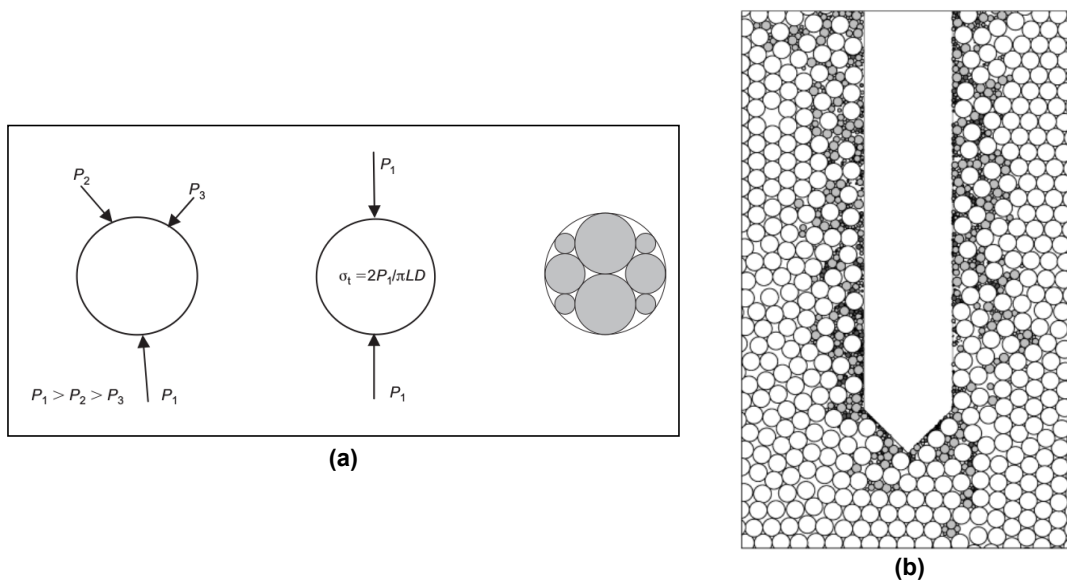 P₂
P₃
P₁ > P₂ > P₃
P₁
P₁
σₜ =2P₁/πLD
P₁
(a)
(b)